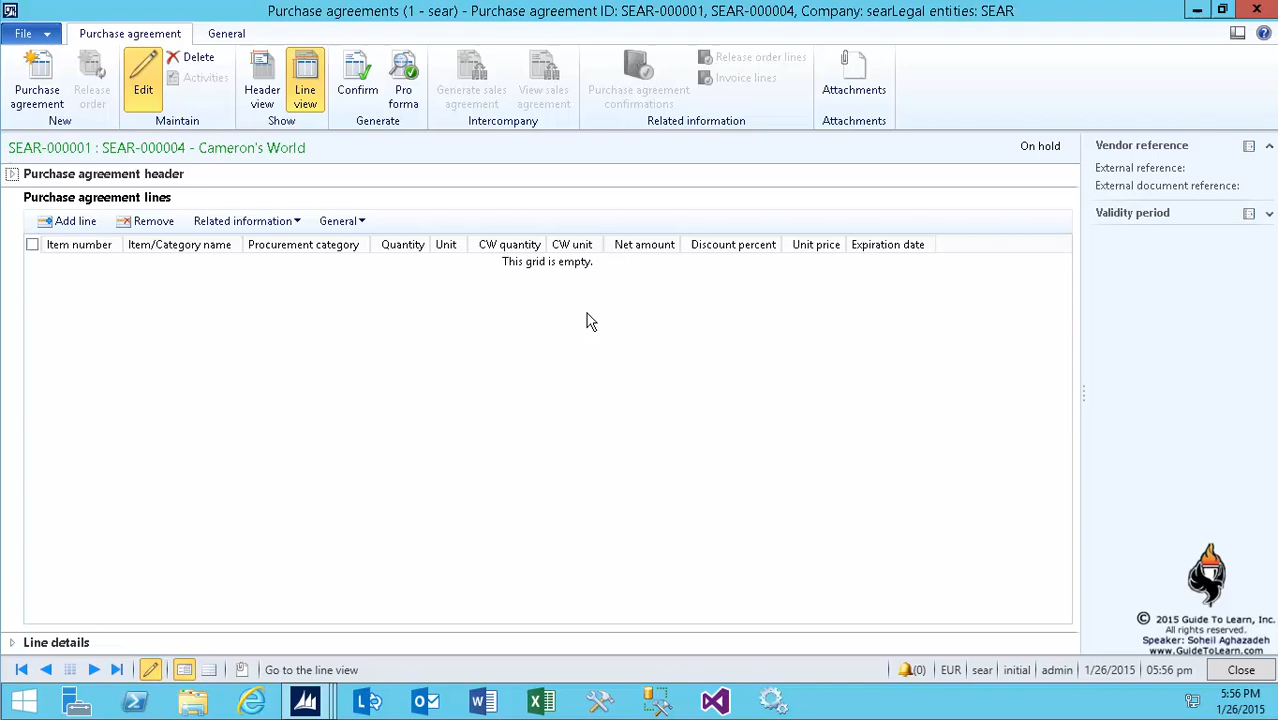 Purchase agreements (1 - sear) - Purchase agreement ID: SEAR-000001,SEAR-000004, Company: searLegal entities: SEAR
File Purchase agreement General
Purchase agreement Release order Edit Delete Activities Header view Line view Confirm Pro forma Generate sales agreement View sales agreement Purchase agreement confirmations Release order lines Invoice lines Attachments
New Maintain Show Generate Intercompany Related information Attachments
SEAR-000001 : SEAR-000004 - Cameron's World On hold
Purchase agreement header
Purchase agreement lines
Add line Remove Related information General
Item number Item/Category name Procurement category Quantity Unit CW quantity CW unit Net amount Discount percent Unit price Expiration date
This grid is empty.
Line details
Vendor reference
External reference:
External document reference:
Validity period
© 2015 Guide To Learn, Inc.
All rights reserved.
Speaker: Soheil Aghazadeh
www.GuideToLearn.com
Go to the line view (0) EUR sear initial admin 1/26/2015 05:56 pm Close
5:56 PM
1/26/2015